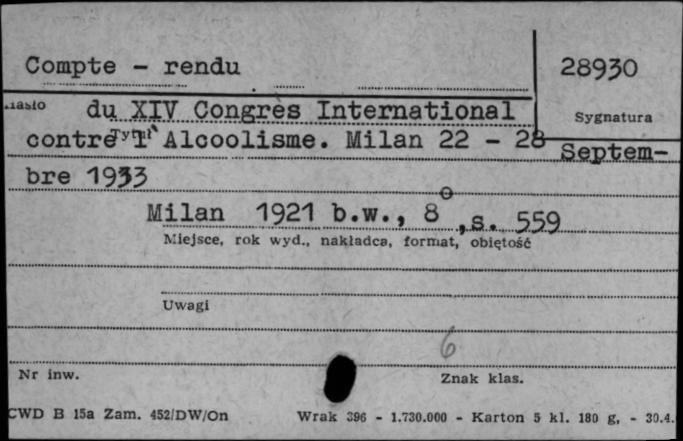 Compte - rendu
28930
Hasło
du XIV Congrès International
Sygnatura
Tytuł
contre l'Alcoolisme. Milan 22 - 28
Septem-
bre 1933
Milan 1921 b.w., 8°, s. 559
Miejsce, rok wyd., nakładca, format, objętość
Uwagi
6
Nr inw.
Znak klas.
CWD B 15a Zam. 452/DW/On
Wrak 396 - 1.730.000 - Karton 5 kl. 180 g, - 30.4.